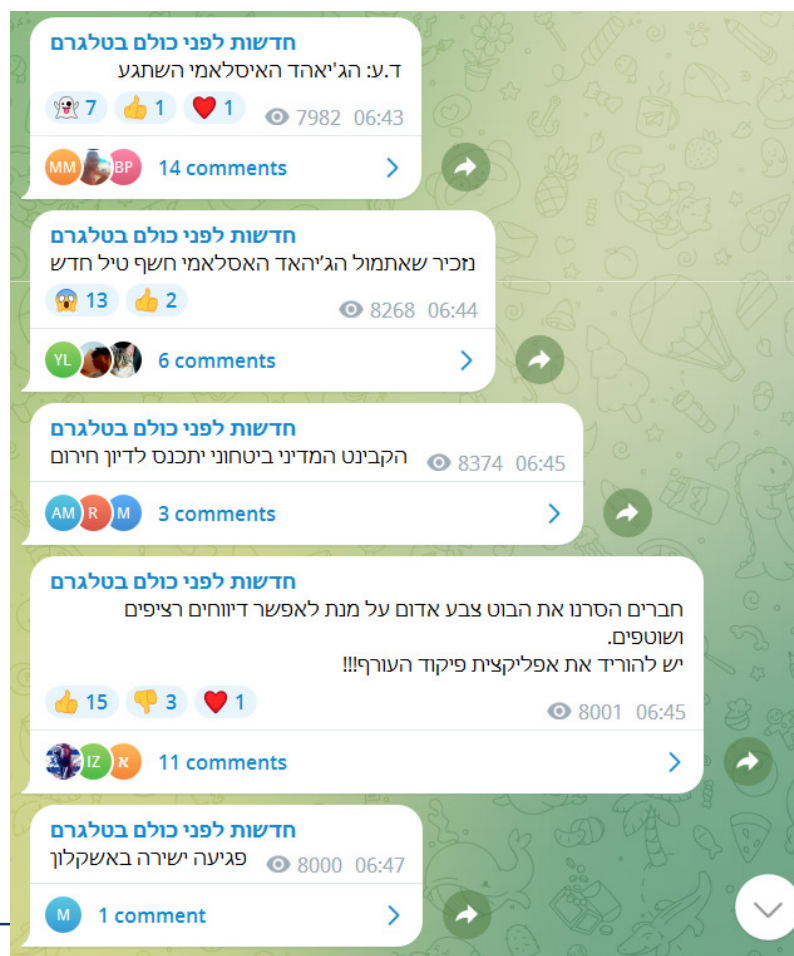 חדשות לפני כולם בטלגרם
ד.ע: הג'יאהד האיסלאמי השתגע
7 1 1 7982 06:43
MM BP 14 comments
חדשות לפני כולם בטלגרם
נזכיר שאתמול הג'יהאד האסלאמי חשף טיל חדש
13 2 8268 06:44
YL 6 comments
חדשות לפני כולם בטלגרם
הקבינט המדיני ביטחוני יתכנס לדיון חירום 8374 06:45
AM R M 3 comments
חדשות לפני כולם בטלגרם
חברים הסרנו את הבוט צבע אדום על מנת לאפשר דיווחים רציפים
ושוטפים.
יש להוריד את אפליקצית פיקוד העורף!!!
15 3 1 8001 06:45
IZ א 11 comments
חדשות לפני כולם בטלגרם
פגיעה ישירה באשקלון 8000 06:47
M 1 comment